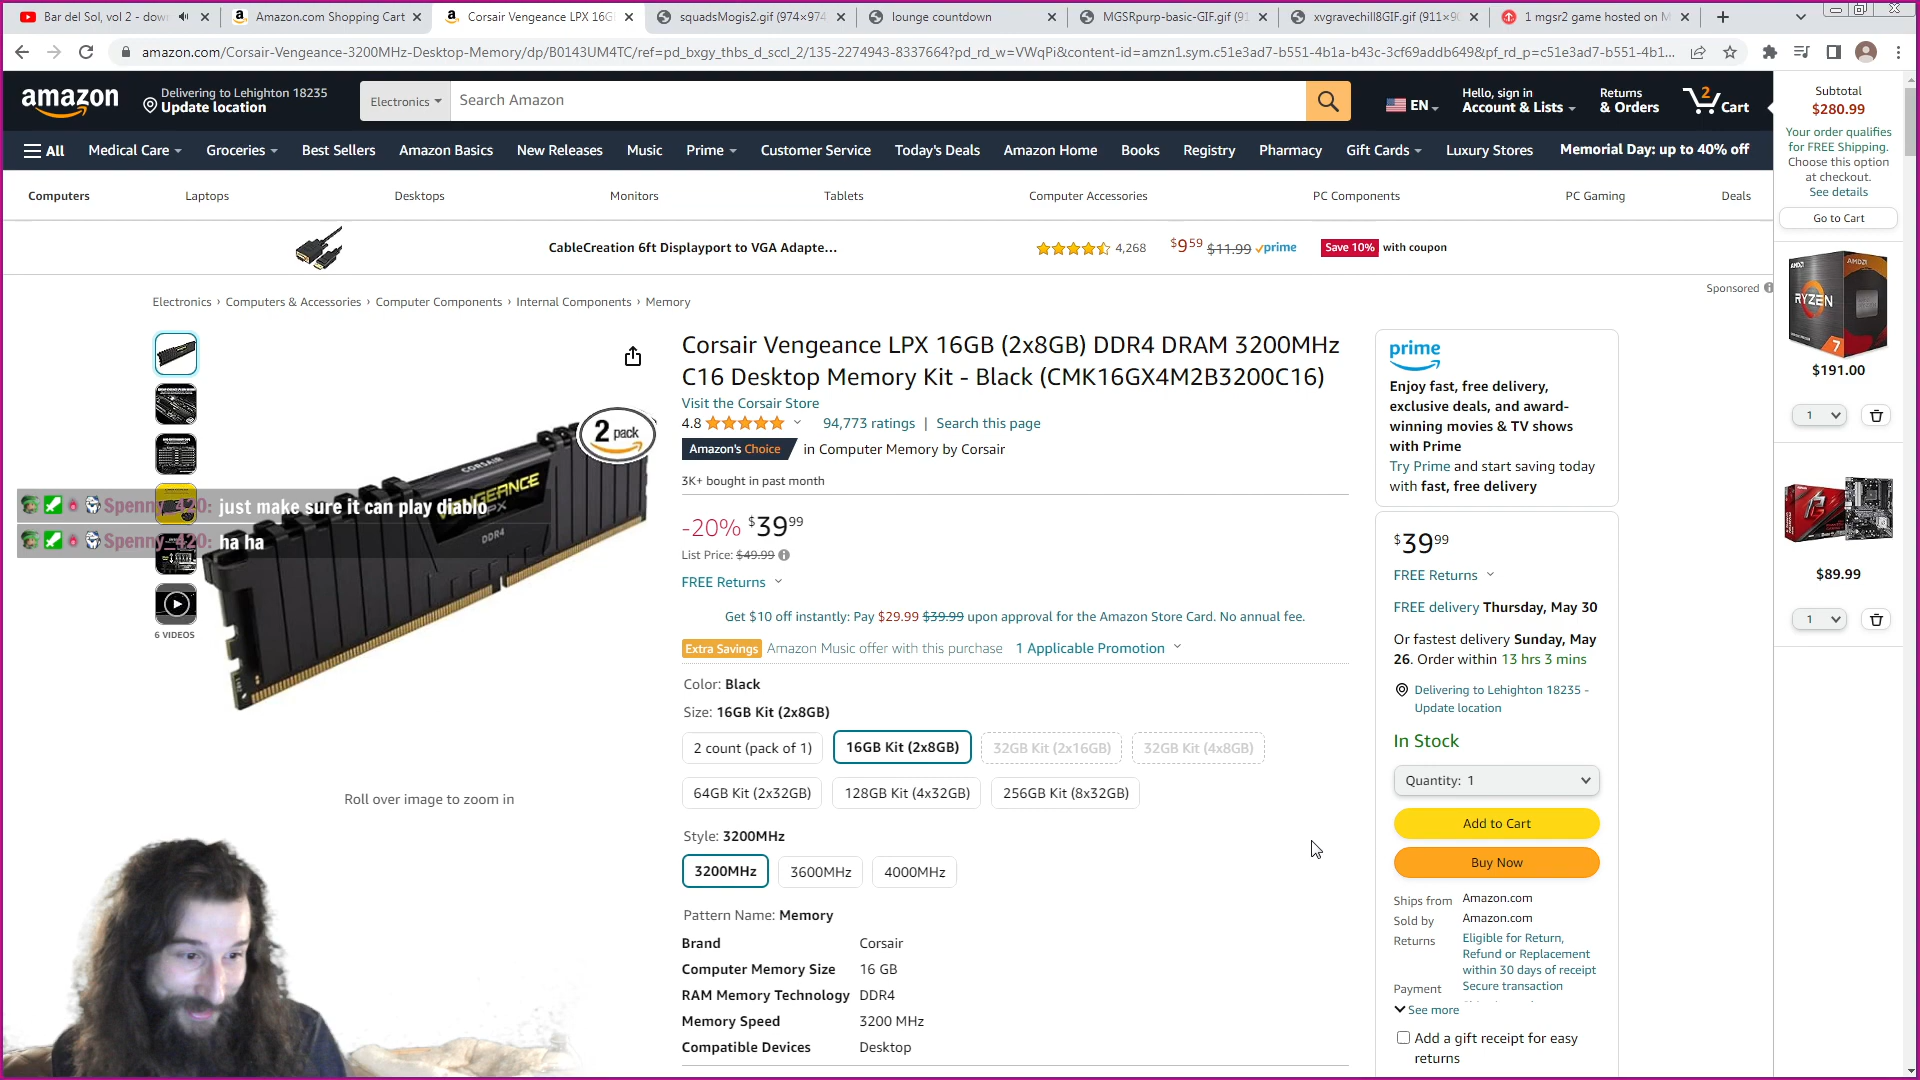 Bar del Sol, vol 2 - dow
Amazon.com Shopping Cart
Corsair Vengeance LPX 16G
squadsMogis2.gif (974×974
lounge countdown
MGSRpurp-basic-GIF.gif (91
xvgravechill8GIF.gif (911×9
1 mgsr2 game hosted on M
amazon.com/Corsair-Vengeance-3200MHz-Desktop-Memory/dp/B0143UM4TC/ref=pd_bxgy_thbs_d_sccl_2/135-2274943-8337664?pd_rd_w=VWqPi&content-id=amzn1.sym.c51e3ad7-b551-4b1a-b43c-3cf69addb649&pf_rd_p=c51e3ad7-b551-4b1...
amazon
Delivering to Lehighton 18235
Update location
Electronics
Search Amazon
EN
Hello, sign in
Account & Lists
Returns
& Orders
2
Cart
All
Medical Care
Groceries
Best Sellers
Amazon Basics
New Releases
Music
Prime
Customer Service
Today's Deals
Amazon Home
Books
Registry
Pharmacy
Gift Cards
Luxury Stores
Memorial Day: up to 40% off
Computers
Laptops
Desktops
Monitors
Tablets
Computer Accessories
PC Components
PC Gaming
Deals
CableCreation 6ft Displayport to VGA Adapte...
4,268
$9 59 $11.99 prime
Save 10% with coupon
Sponsored
Electronics › Computers & Accessories › Computer Components › Internal Components › Memory
6 VIDEOS
2 pack
CORSAIR
VENGEANCE
LPX
DDR4
Spenny_420: just make sure it can play diablo
Spenny_420: ha ha
Roll over image to zoom in
Corsair Vengeance LPX 16GB (2x8GB) DDR4 DRAM 3200MHz
C16 Desktop Memory Kit - Black (CMK16GX4M2B3200C16)
Visit the Corsair Store
4.8
94,773 ratings | Search this page
Amazon's Choice in Computer Memory by Corsair
3K+ bought in past month
-20% $39 99
List Price: $49.99
FREE Returns
Get $10 off instantly: Pay $29.99 $39.99 upon approval for the Amazon Store Card. No annual fee.
Extra Savings Amazon Music offer with this purchase 1 Applicable Promotion
Color: Black
Size: 16GB Kit (2x8GB)
2 count (pack of 1)
16GB Kit (2x8GB)
32GB Kit (2x16GB)
32GB Kit (4x8GB)
64GB Kit (2x32GB)
128GB Kit (4x32GB)
256GB Kit (8x32GB)
Style: 3200MHz
3200MHz
3600MHz
4000MHz
Pattern Name: Memory
Brand Corsair
Computer Memory Size 16 GB
RAM Memory Technology DDR4
Memory Speed 3200 MHz
Compatible Devices Desktop
prime
Enjoy fast, free delivery,
exclusive deals, and award-
winning movies & TV shows
with Prime
Try Prime and start saving today
with fast, free delivery
$39 99
FREE Returns
FREE delivery Thursday, May 30
Or fastest delivery Sunday, May
26. Order within 13 hrs 3 mins
Delivering to Lehighton 18235 -
Update location
In Stock
Quantity: 1
Add to Cart
Buy Now
Ships from Amazon.com
Sold by Amazon.com
Returns Eligible for Return,
Refund or Replacement
within 30 days of receipt
Payment Secure transaction
See more
Add a gift receipt for easy
returns
Subtotal
$280.99
Your order qualifies
for FREE Shipping.
Choose this option
at checkout.
See details
Go to Cart
AMD
AMD
RYZEN
7
$191.00
1
$89.99
1